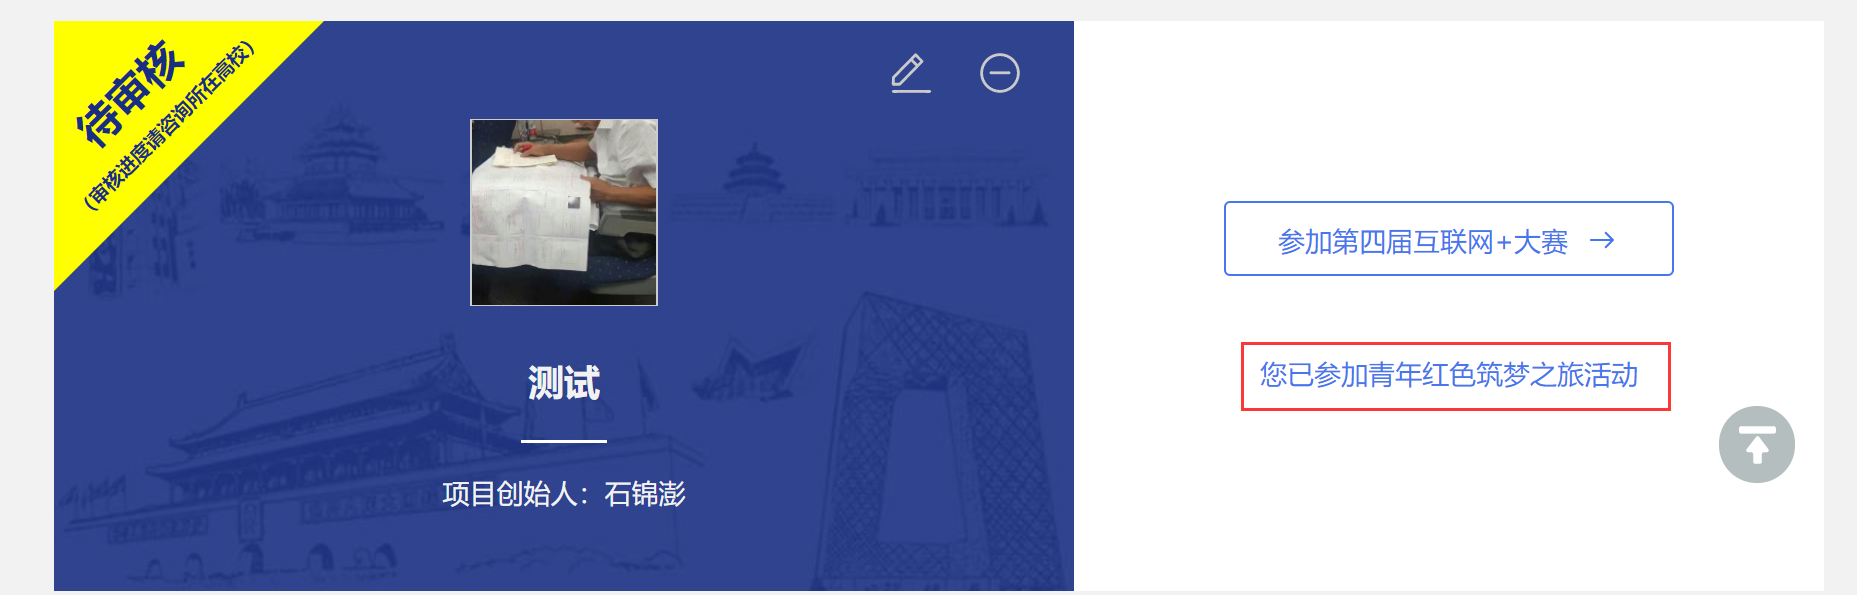 待审核
（审核进度请咨询所在高校）
测试
项目创始人：石锦澎
参加第四届互联网+大赛 →
您已参加青年红色筑梦之旅活动